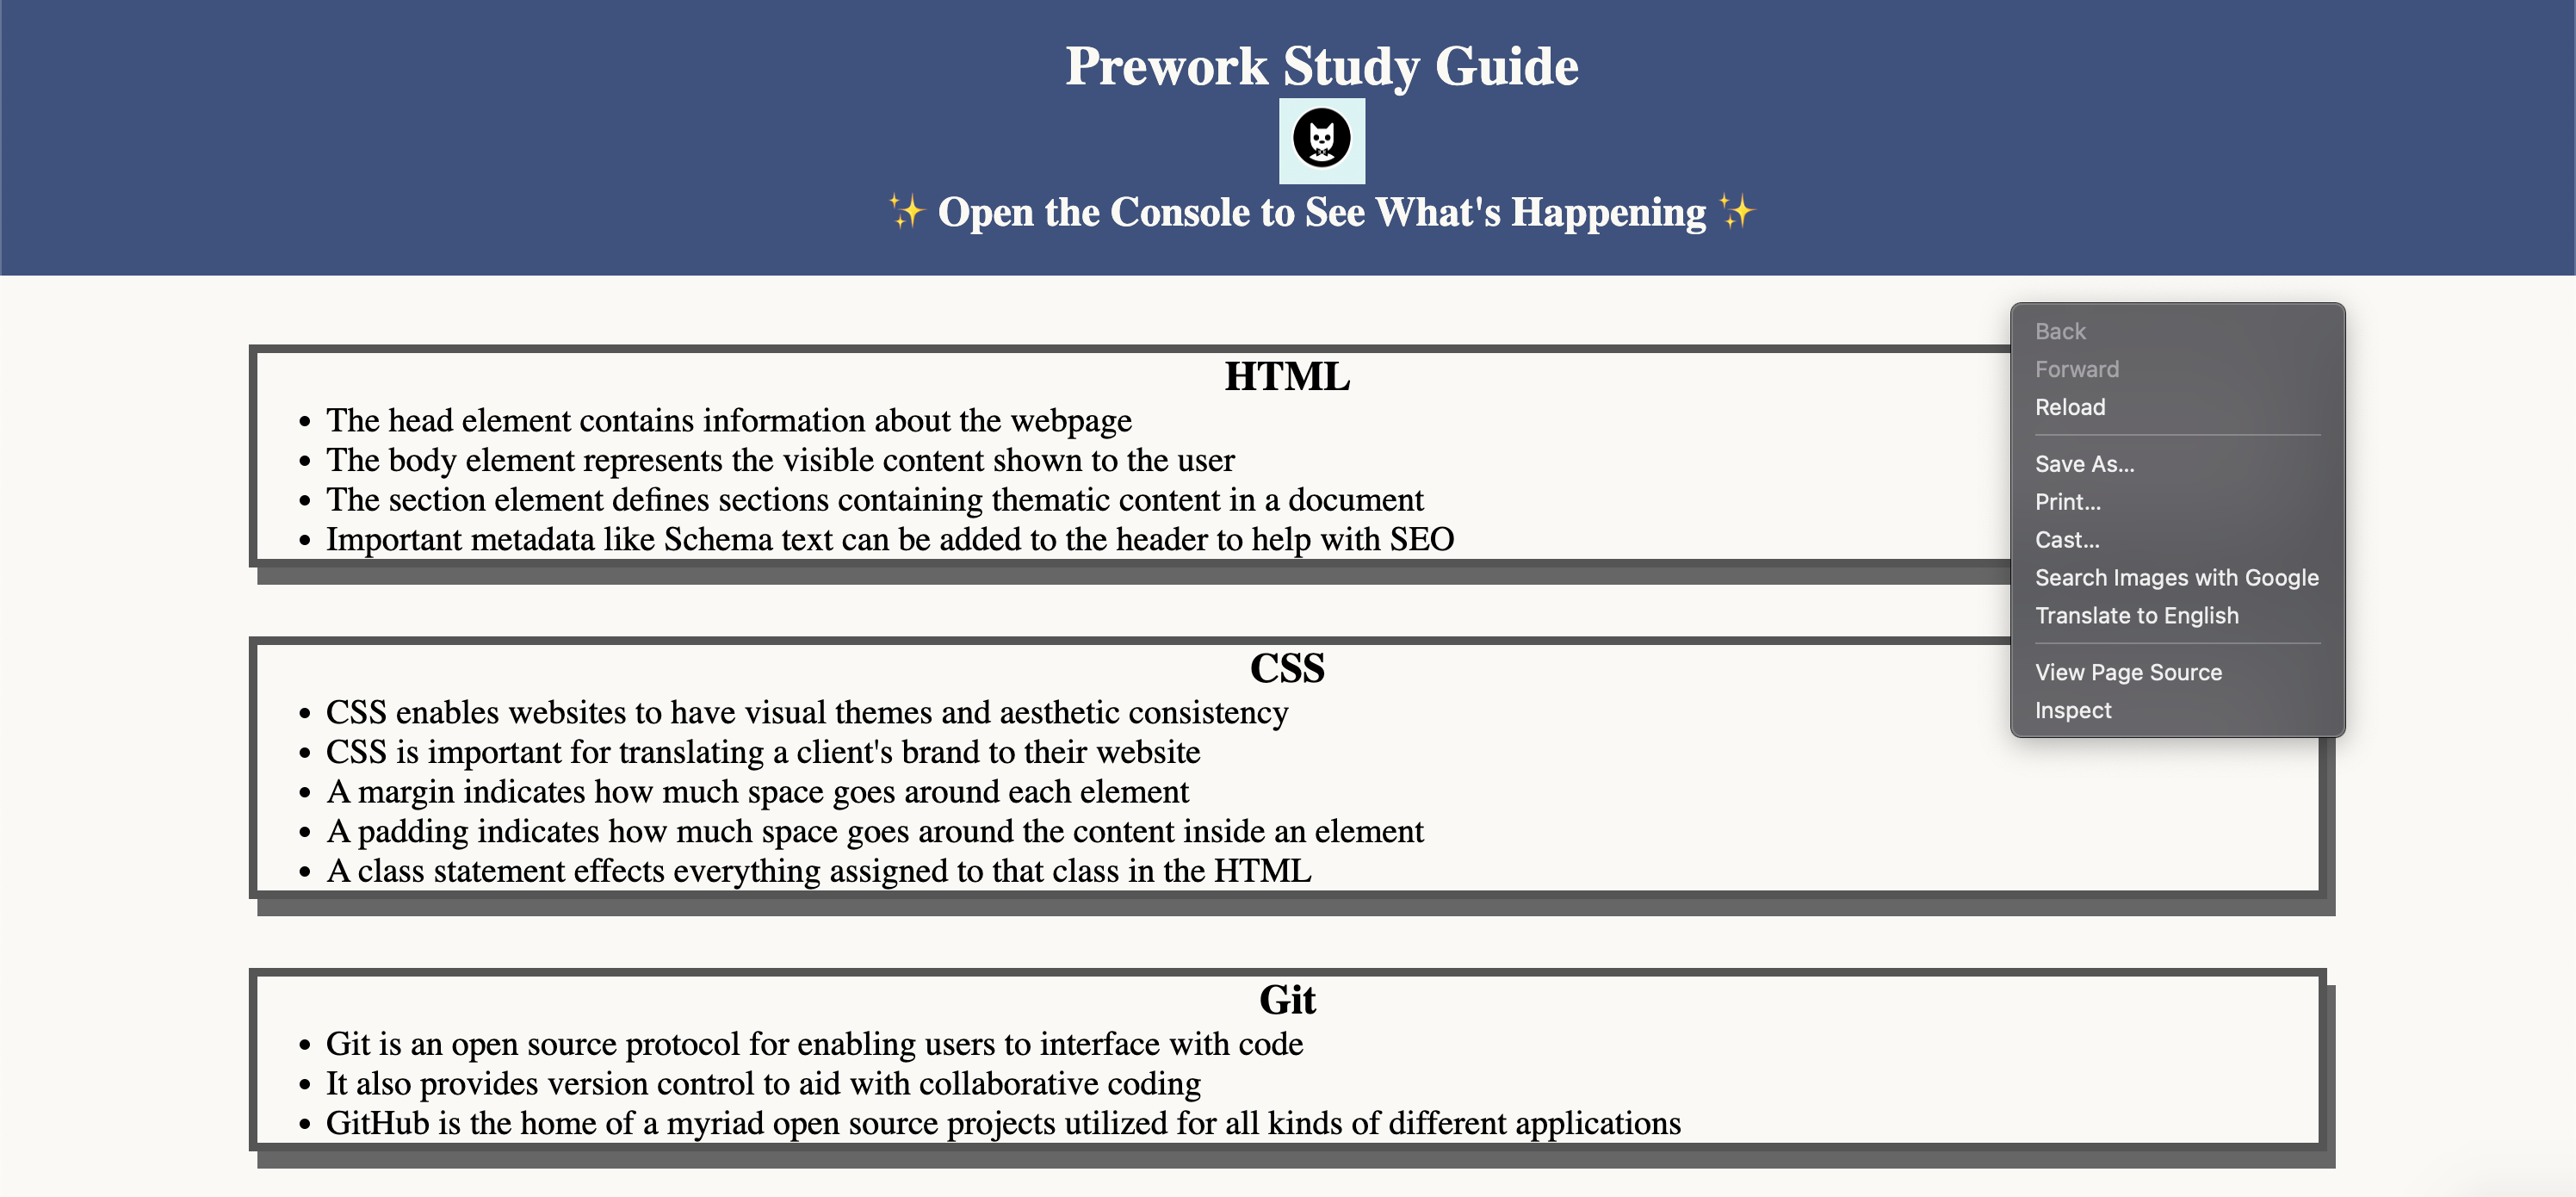 Prework Study Guide
✨ Open the Console to See What's Happening ✨
HTML
• The head element contains information about the webpage
• The body element represents the visible content shown to the user
• The section element defines sections containing thematic content in a document
• Important metadata like Schema text can be added to the header to help with SEO
CSS
• CSS enables websites to have visual themes and aesthetic consistency
• CSS is important for translating a client's brand to their website
• A margin indicates how much space goes around each element
• A padding indicates how much space goes around the content inside an element
• A class statement effects everything assigned to that class in the HTML
Git
• Git is an open source protocol for enabling users to interface with code
• It also provides version control to aid with collaborative coding
• GitHub is the home of a myriad open source projects utilized for all kinds of different applications
Back
Forward
Reload
Save As...
Print...
Cast...
Search Images with Google
Translate to English
View Page Source
Inspect